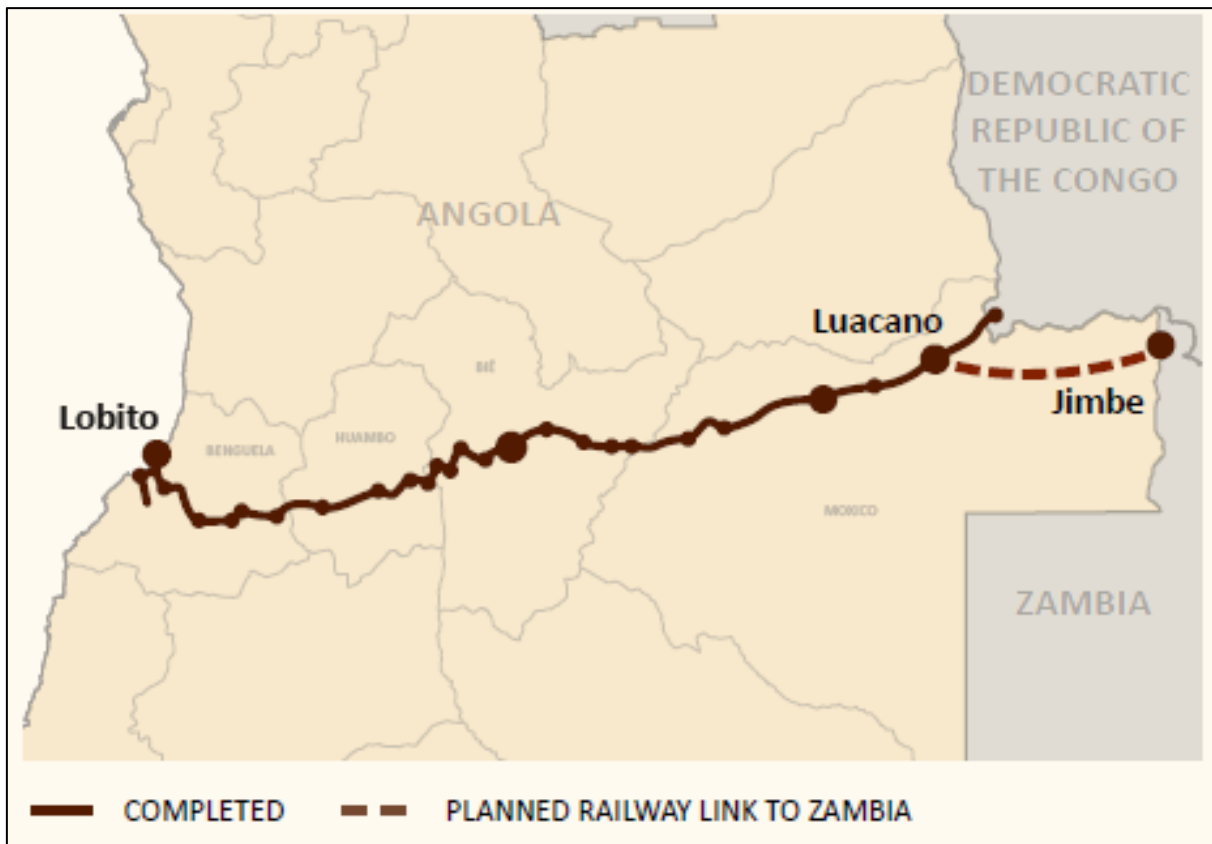 DEMOCRATIC
REPUBLIC OF
THE CONGO
ANGOLA
Luacano
BIÉ
Jimbe
Lobito
HUAMBO
BENGUELA
MOXICO
ZAMBIA
COMPLETED
PLANNED RAILWAY LINK TO ZAMBIA